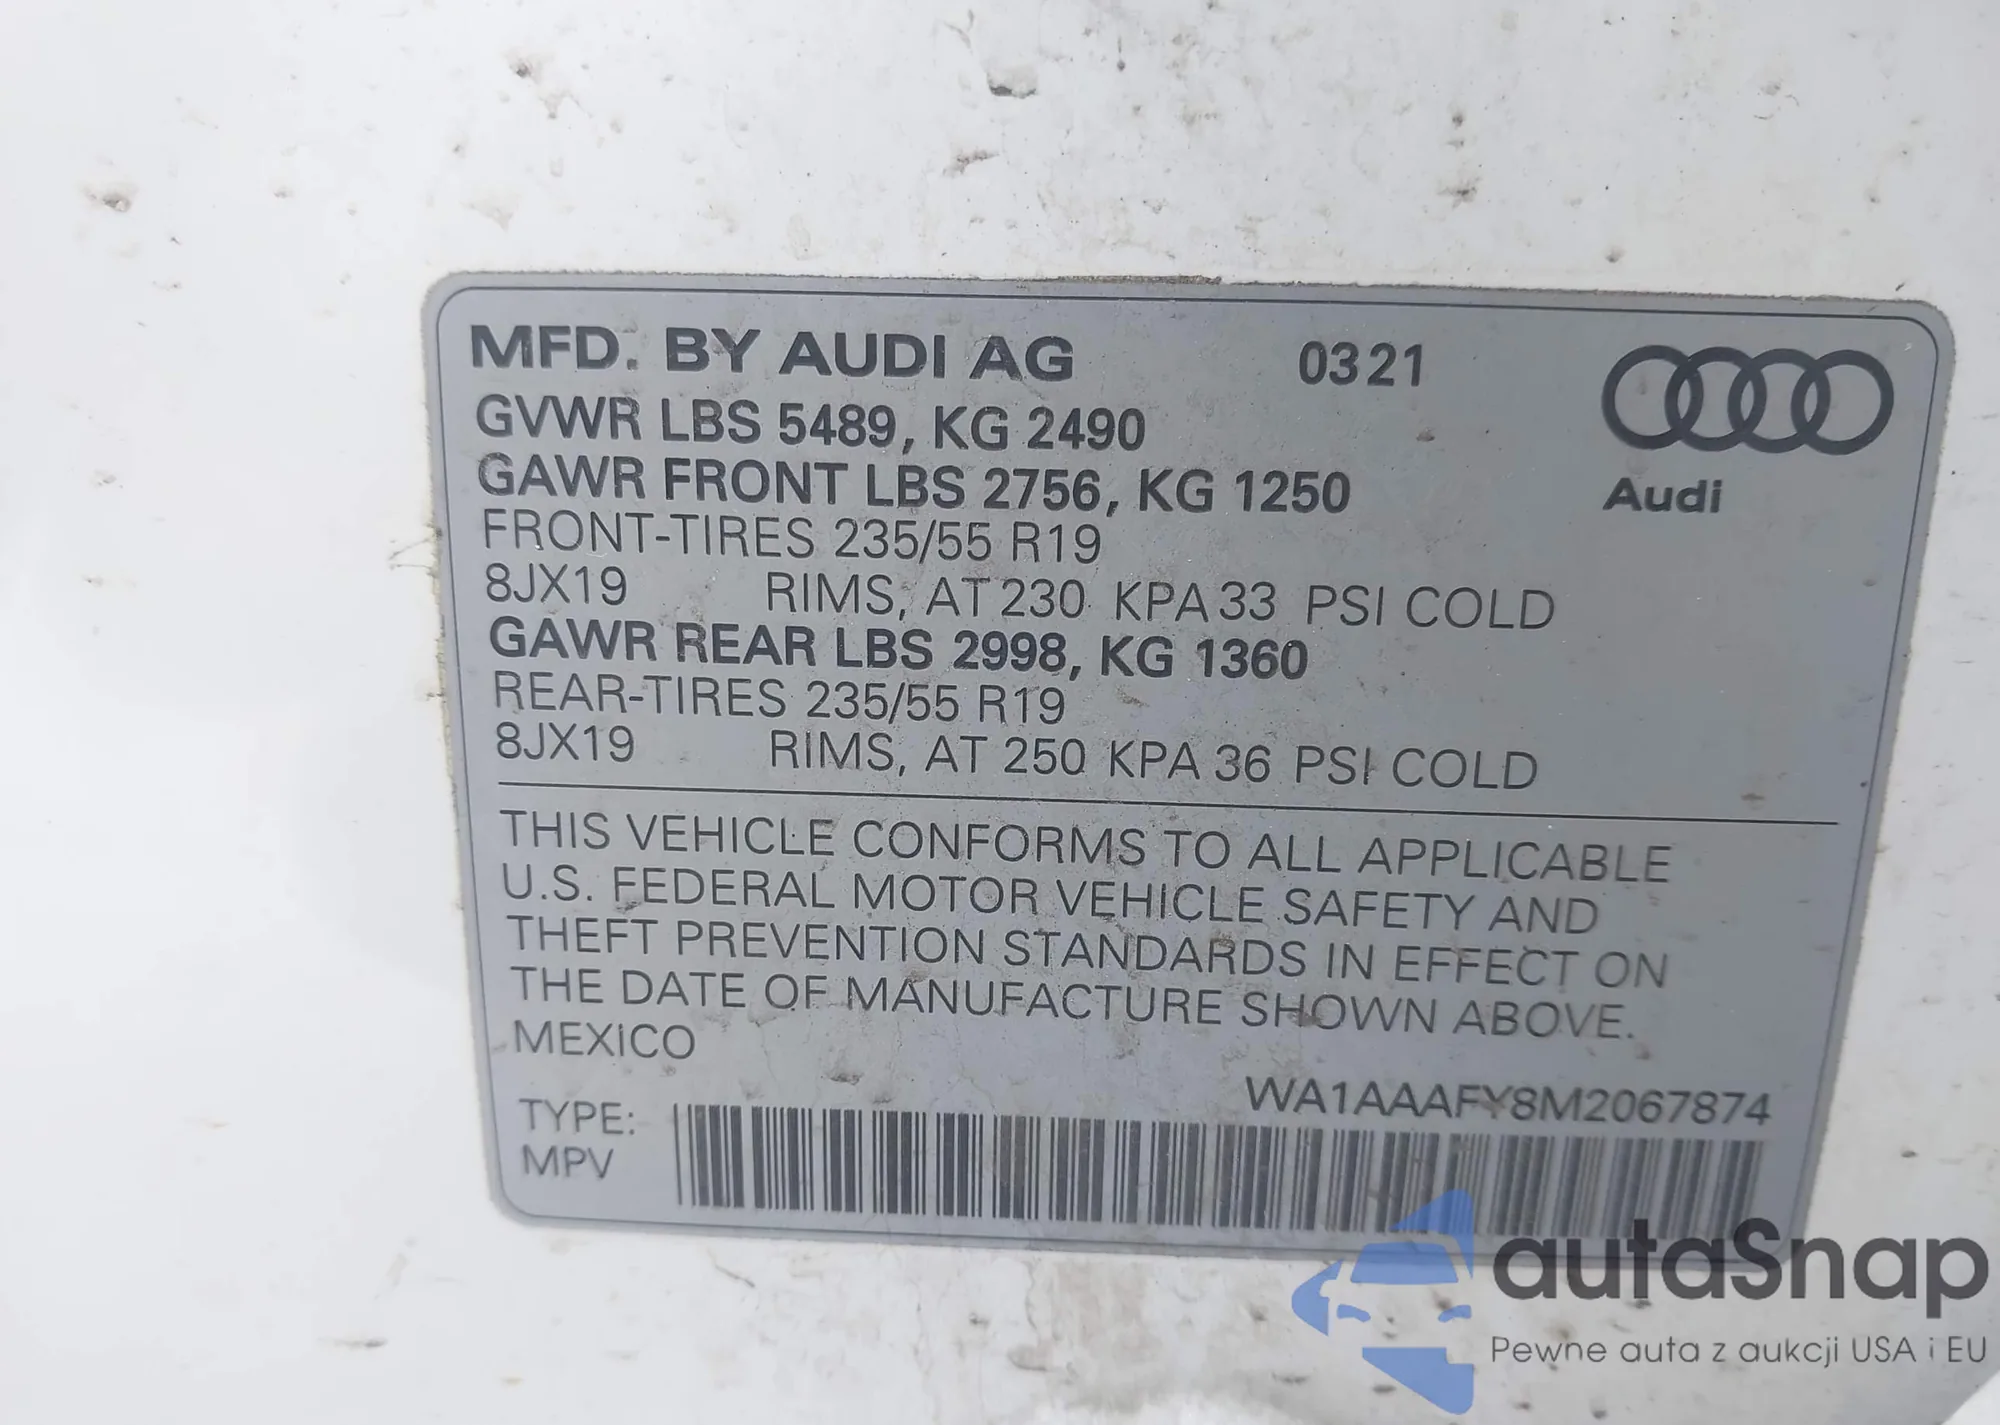 MFD. BY AUDI AG 0321
GVWR LBS 5489, KG 2490
GAWR FRONT LBS 2756, KG 1250
FRONT-TIRES 235/55 R19
8JX19 RIMS, AT 230 KPA 33 PSI COLD
GAWR REAR LBS 2998, KG 1360
REAR-TIRES 235/55 R19
8JX19 RIMS, AT 250 KPA 36 PSI COLD
Audi
THIS VEHICLE CONFORMS TO ALL APPLICABLE
U.S. FEDERAL MOTOR VEHICLE SAFETY AND
THEFT PREVENTION STANDARDS IN EFFECT ON
THE DATE OF MANUFACTURE SHOWN ABOVE.
MEXICO
WA1AAAFY8M2067874
TYPE:
MPV
autaSnap
Pewne auta z aukcji USA i EU